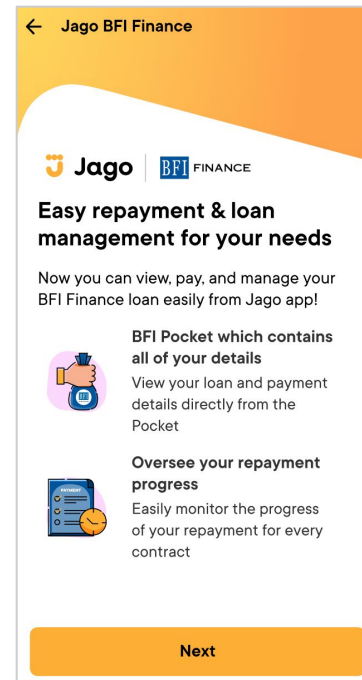 Jago BFI Finance
Jago BFI FINANCE
Easy repayment & loan
management for your needs
Now you can view, pay, and manage your
BFI Finance loan easily from Jago app!
BFI Pocket which contains
all of your details
View your loan and payment
details directly from the
Pocket
BFI
Oversee your repayment
progress
Easily monitor the progress
of your repayment for every
contract
PAYMENT
Next